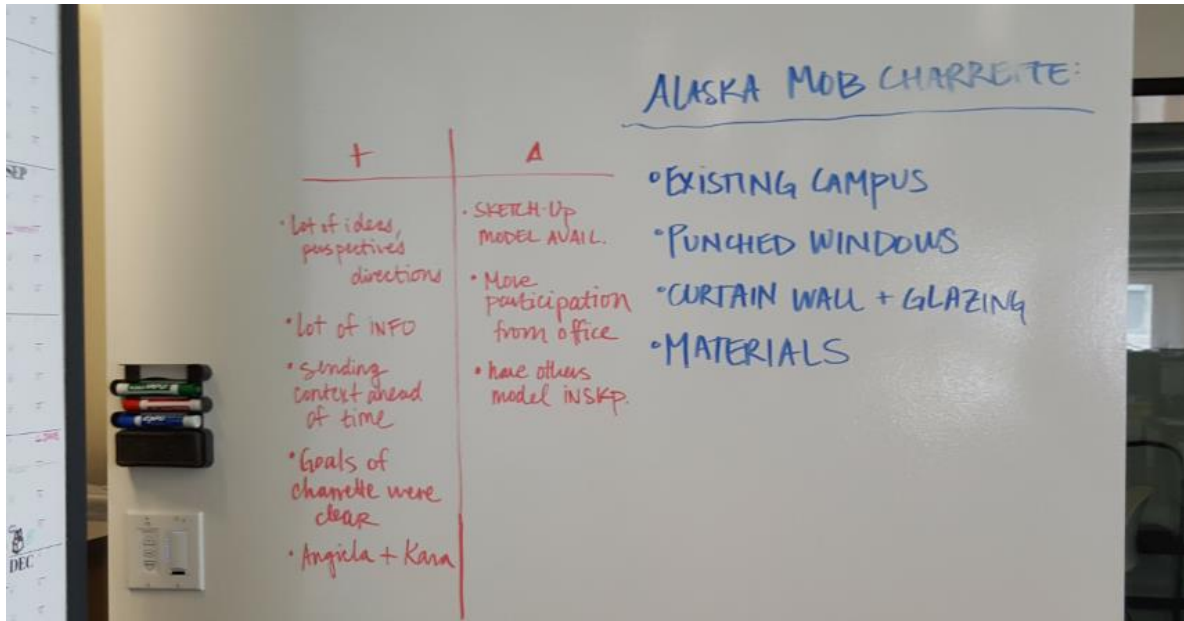 ALASKA MOB CHARRETTE:
• EXISTING CAMPUS
• PUNCHED WINDOWS
• CURTAIN WALL + GLAZING
• MATERIALS
+
• Lot of ideas,
perspectives
directions
• Lot of INFO
• sending
context ahead
of time
• Goals of
charrette were
clear
• Angiela + Kara
Δ
• SKETCH-UP
MODEL AVAIL.
• More
participation
from office
• have others
model in SKP.
SEP
DEC